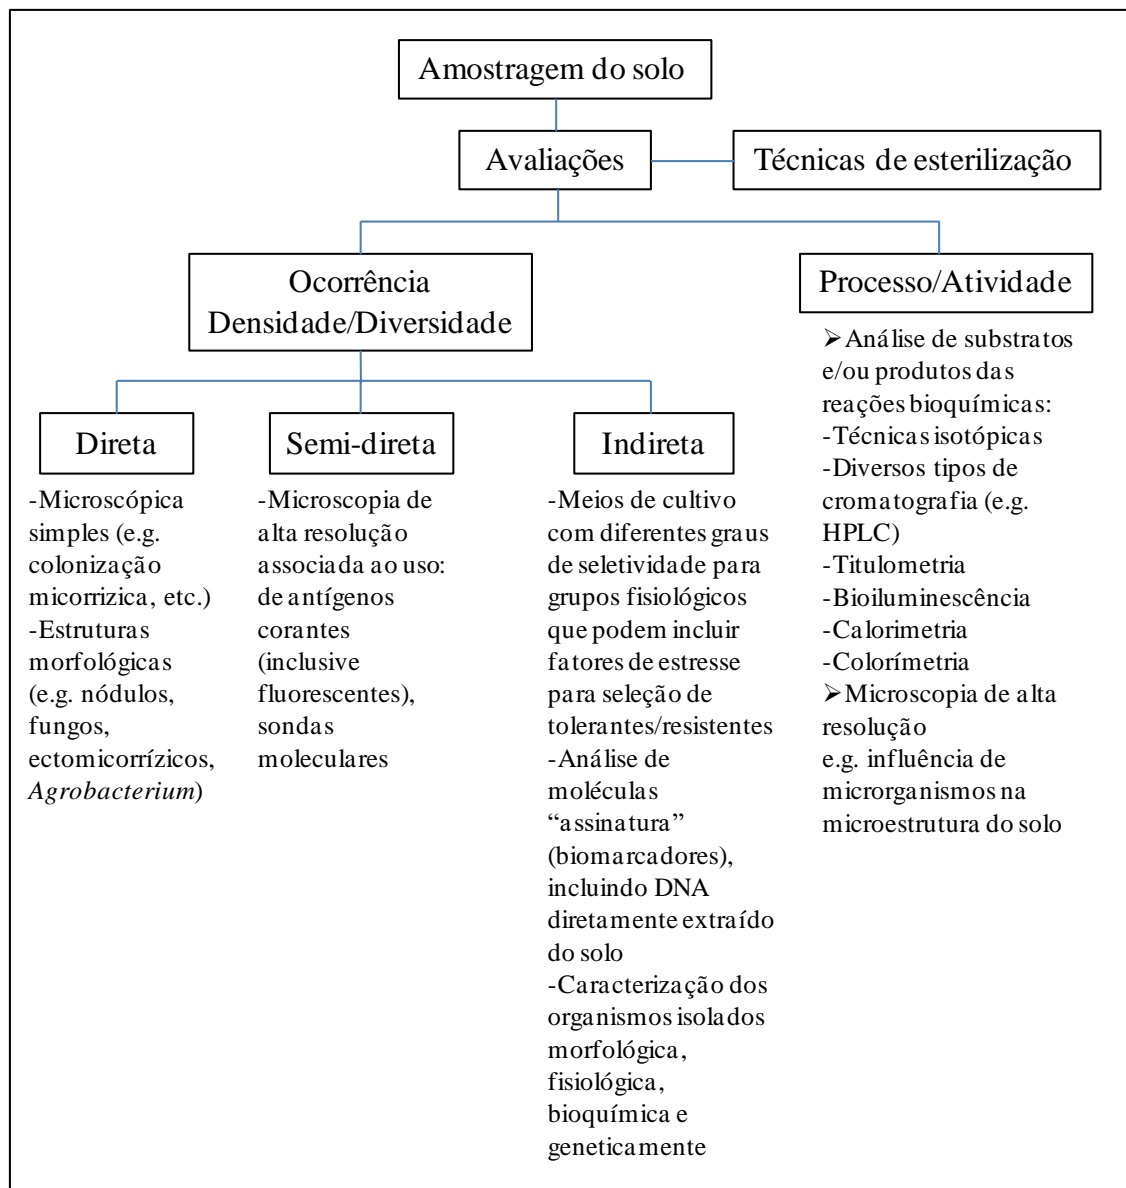 Amostragem do solo
Avaliações
Técnicas de esterilização
Ocorrência
Densidade/Diversidade
Processo/Atividade
➢Análise de substratos
e/ou produtos das
reações bioquímicas:
-Técnicas isotópicas
-Diversos tipos de
cromatografia (e.g.
HPLC)
-Titulometria
-Bioiluminescência
-Calorimetria
-Colorímetria
➢Microscopia de alta
resolução
e.g. influência de
microrganismos na
microestrutura do solo
Direta
-Microscópica
simples (e.g.
colonização
micorrizica, etc.)
-Estruturas
morfológicas
(e.g. nódulos,
fungos,
ectomicorrízicos,
Agrobacterium)
Semi-direta
-Microscopia de
alta resolução
associada ao uso:
de antígenos
corantes
(inclusive
fluorescentes),
sondas
moleculares
Indireta
-Meios de cultivo
com diferentes graus
de seletividade para
grupos fisiológicos
que podem incluir
fatores de estresse
para seleção de
tolerantes/resistentes
-Análise de
moléculas
“assinatura”
(biomarcadores),
incluindo DNA
diretamente extraído
do solo
-Caracterização dos
organismos isolados
morfológica,
fisiológica,
bioquímica e
geneticamente